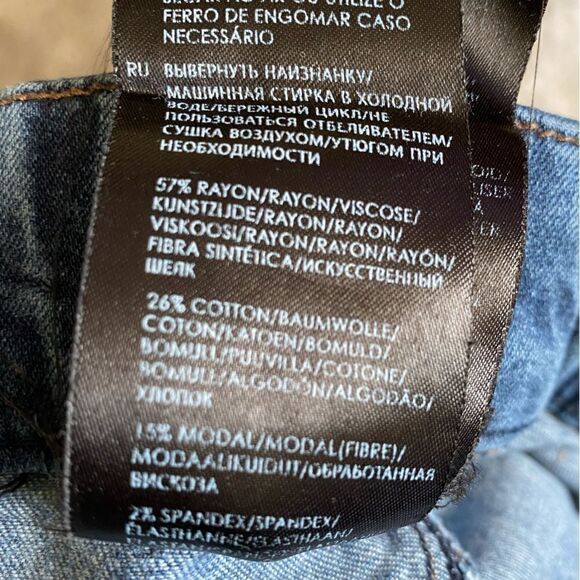 FERRO DE ENGOMAR CASO
NECESSÁRIO
RU ВЫВЕРНУТЬ НАИЗНАНКУ/
МАШИННАЯ СТИРКА В ХОЛОДНОЙ
ВОДЕ/БЕРЕЖНЫЙ ЦИКЛ/НЕ
ПОЛЬЗОВАТЬСЯ ОТБЕЛИВАТЕЛЕМ/
СУШКА ВОЗДУХОМ/УТЮГОМ ПРИ
НЕОБХОДИМОСТИ
57% RAYON/RAYON/VISCOSE/
KUNSTZIJDE/RAYON/RAYON/
VISKOOSI/RAYON/RAYON/RAYÓN/
FIBRA SINTÉTICA/ИСКУССТВЕННЫЙ
ШЕЛК
26% COTTON/BAUMWOLLE/
COTON/KATOEN/BOMULD/
BOMULL/PUUVILLA/COTONE/
BOMULL/ALGODÓN/ALGODÃO/
ХЛОПОК
15% MODAL/MODAL(FIBRE)/
MODAALIKUIDUT/ОБРАБОТАННАЯ
ВИСКОЗА
2% SPANDEX/SPANDEX/
ELASTHANNE/ELASTHAAN/